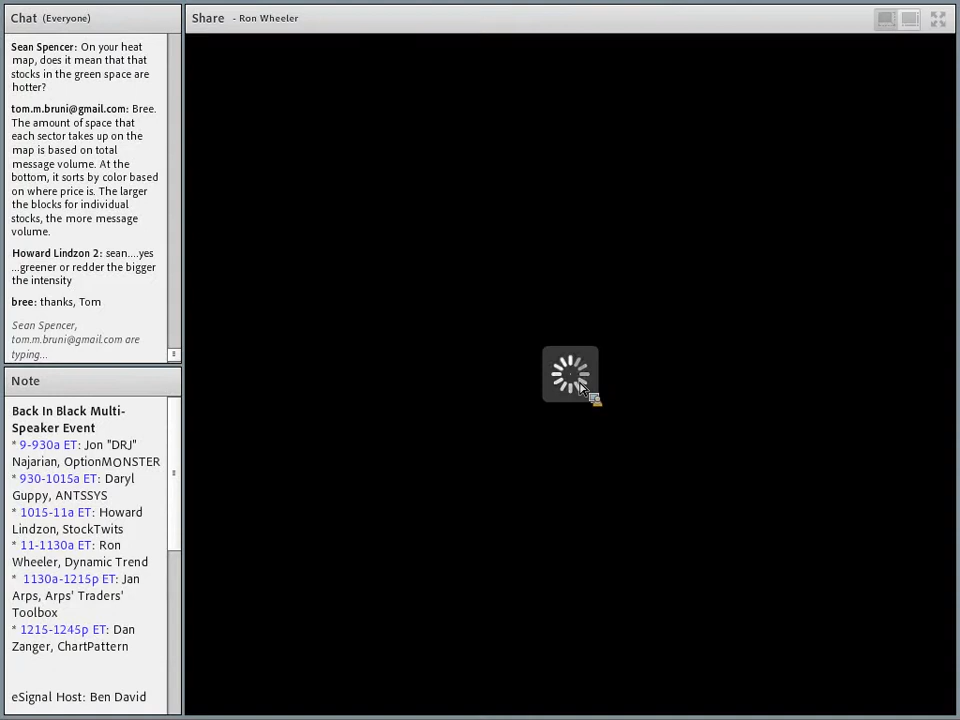 Chat (Everyone)
Share - Ron Wheeler
Sean Spencer: On your heat
map, does it mean that that
stocks in the green space are
hotter?
tom.m.bruni@gmail.com: Bree.
The amount of space that
each sector takes up on the
map is based on total
message volume. At the
bottom, it sorts by color based
on where price is. The larger
the blocks for individual
stocks, the more message
volume.
Howard Lindzon 2: sean....yes
...greener or redder the bigger
the intensity
bree: thanks, Tom
Sean Spencer,
tom.m.bruni@gmail.com are
typing...
Note
Back In Black Multi-
Speaker Event
* 9-930a ET: Jon "DRJ"
Najarian, OptionMONSTER
* 930-1015a ET: Daryl
Guppy, ANTSSYS
* 1015-11a ET: Howard
Lindzon, StockTwits
* 11-1130a ET: Ron
Wheeler, Dynamic Trend
* 1130a-1215p ET: Jan
Arps, Arps' Traders'
Toolbox
* 1215-1245p ET: Dan
Zanger, ChartPattern
eSignal Host: Ben David